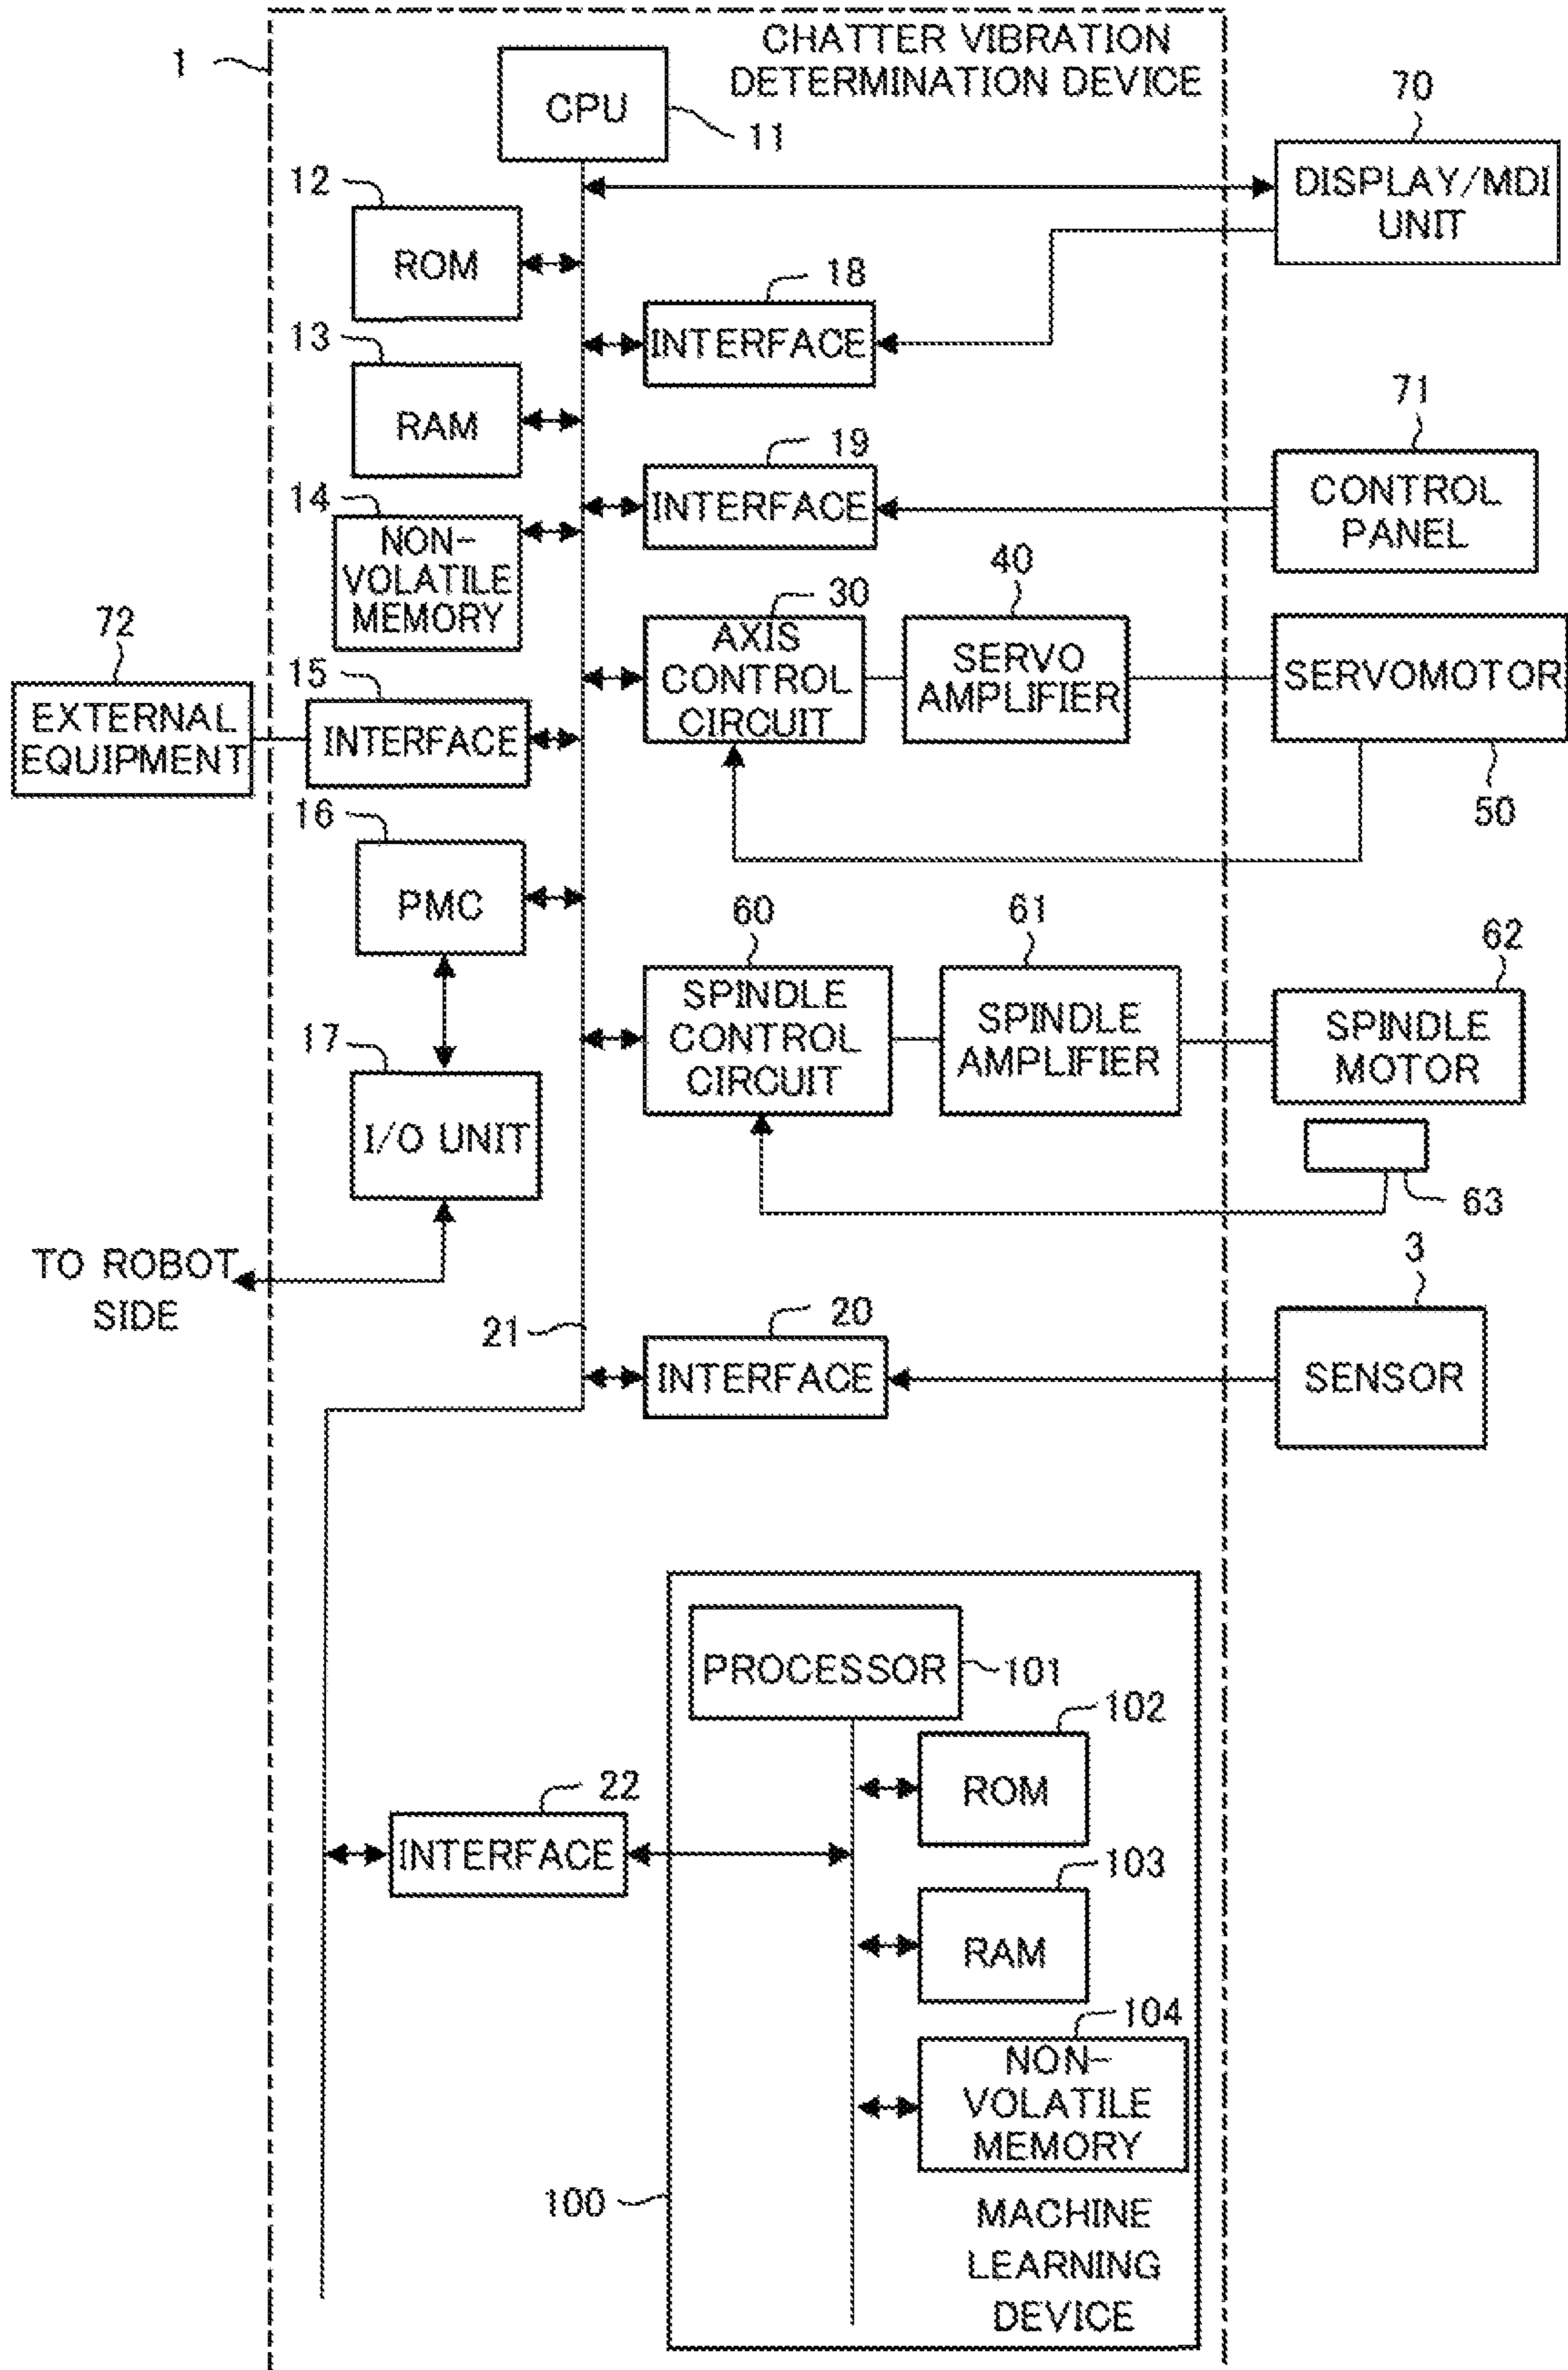 1
CHATTER VIBRATION
DETERMINATION DEVICE
CPU
11
70
DISPLAY/MDI
UNIT
12
ROM
18
INTERFACE
13
RAM
19
INTERFACE
71
CONTROL
PANEL
14
NON-
VOLATILE
MEMORY
30
AXIS
CONTROL
CIRCUIT
40
SERVO
AMPLIFIER
SERVOMOTOR
50
72
EXTERNAL
EQUIPMENT
15
INTERFACE
16
PMC
60
SPINDLE
CONTROL
CIRCUIT
61
SPINDLE
AMPLIFIER
62
SPINDLE
MOTOR
63
17
I/O UNIT
TO ROBOT
SIDE
21
20
INTERFACE
3
SENSOR
PROCESSOR
101
102
ROM
22
INTERFACE
103
RAM
104
NON-
VOLATILE
MEMORY
100
MACHINE
LEARNING
DEVICE